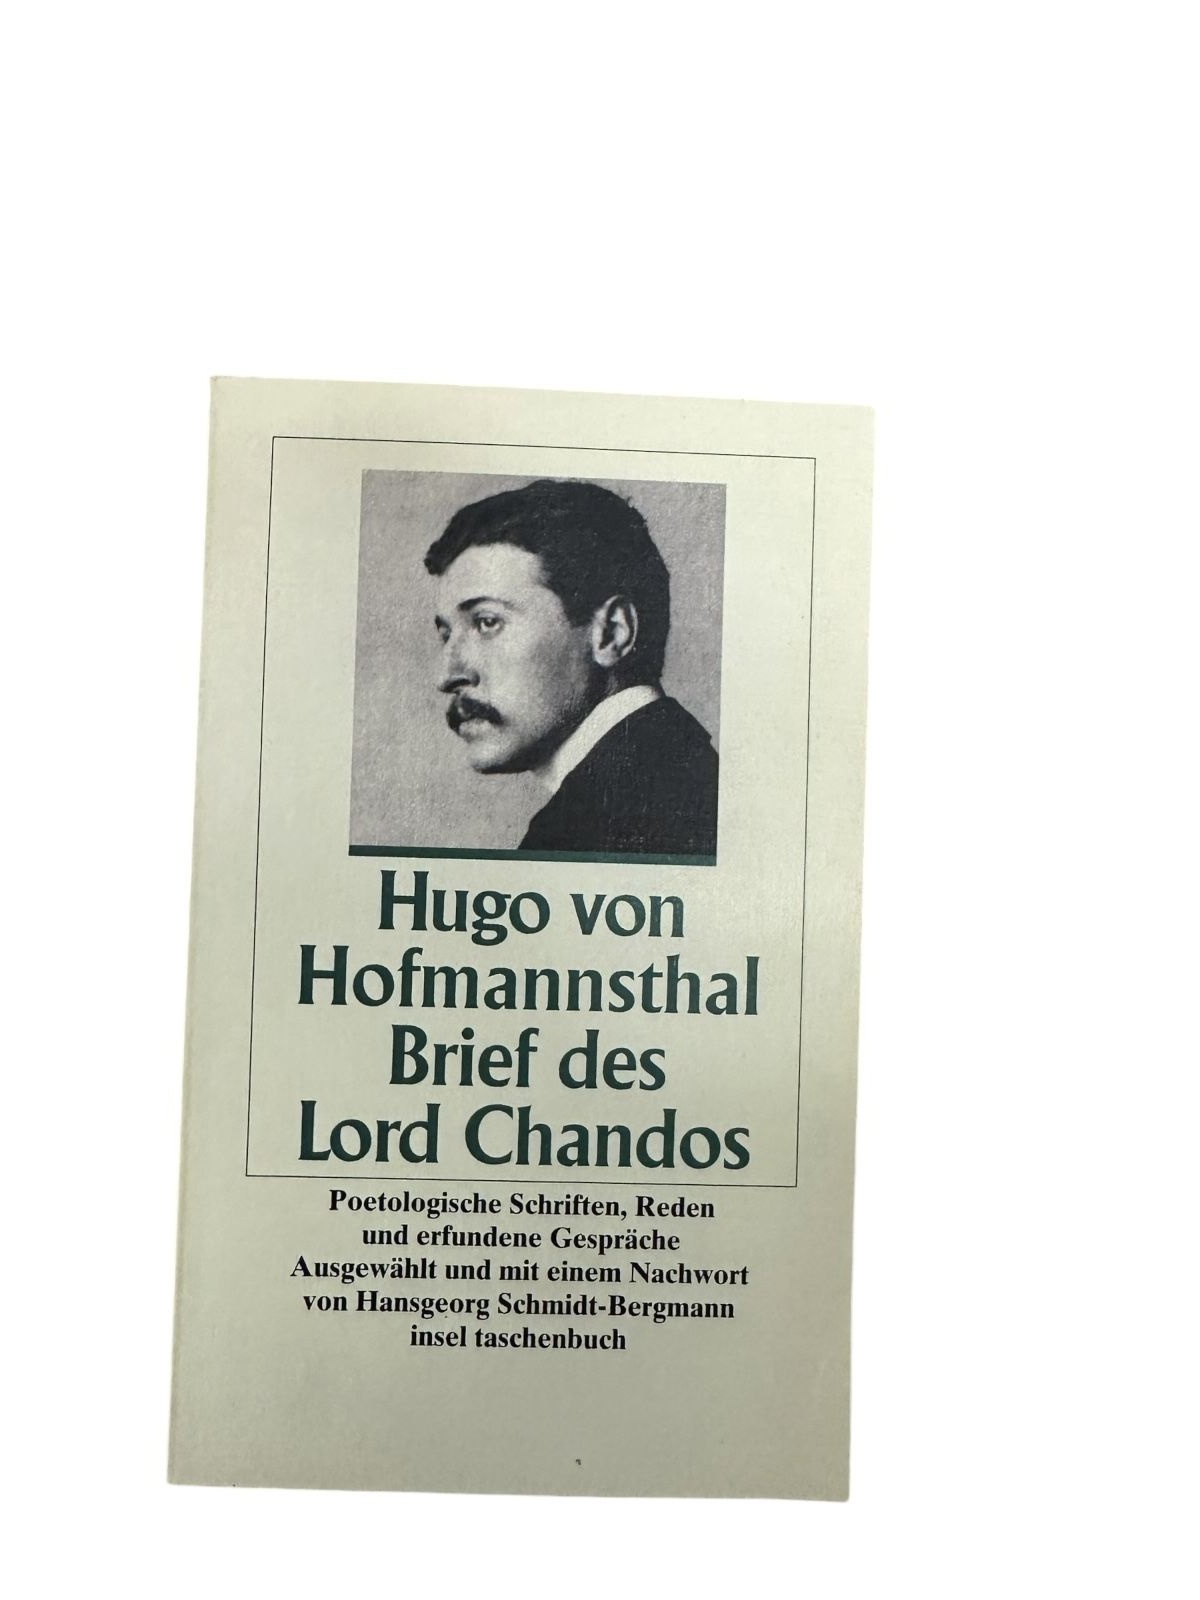 Hugo von
Hofmannsthal
Brief des
Lord Chandos
Poetologische Schriften, Reden
und erfundene Gespräche
Ausgewählt und mit einem Nachwort
von Hansgeorg Schmidt-Bergmann
insel taschenbuch